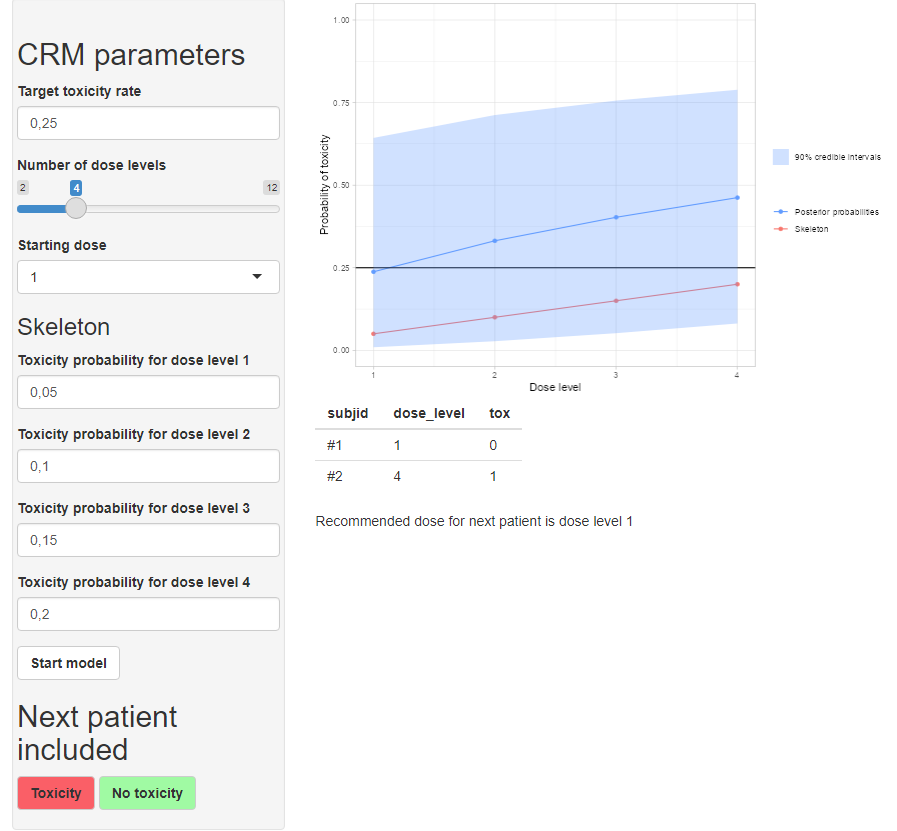 CRM parameters
Target toxicity rate
0,25
Number of dose levels
2 4 12
Starting dose
1
Skeleton
Toxicity probability for dose level 1
0,05
Toxicity probability for dose level 2
0,1
Toxicity probability for dose level 3
0,15
Toxicity probability for dose level 4
0,2
Start model
Next patient
included
Toxicity No toxicity
Probability of toxicity
1.00
0.75
0.50
0.25
0.00
1 2 3 4
Dose level
90% credible intervals
Posterior probabilities
Skeleton
subjid dose_level tox
#1 1 0
#2 4 1
Recommended dose for next patient is dose level 1